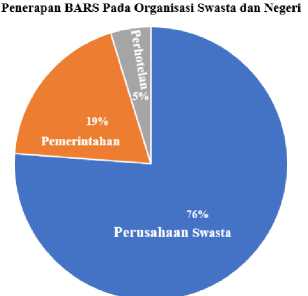 Penerapan BARS Pada Organisasi Swasta dan Negeri
Perhotelan
5%
19%
Pemerintahan
76%
Perusahaan Swasta